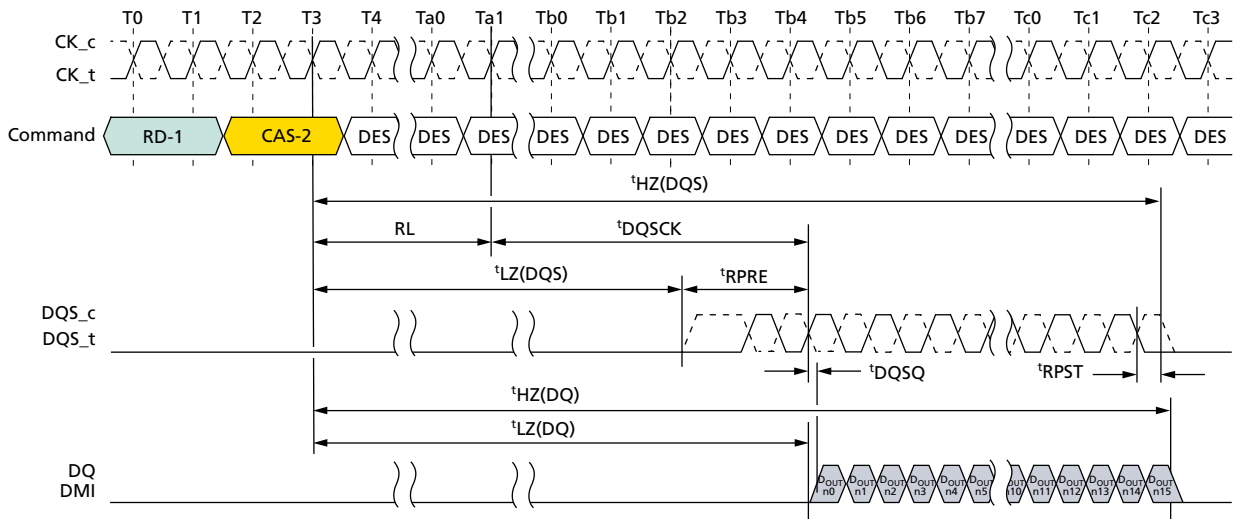 T0 T1 T2 T3 T4 Ta0 Ta1 Tb0 Tb1 Tb2 Tb3 Tb4 Tb5 Tb6 Tb7 Tc0 Tc1 Tc2 Tc3
CK_c
CK_t
Command RD-1 CAS-2 DES DES DES DES DES DES DES DES DES DES DES DES DES DES DES
tHZ(DQS)
RL tDQSCK
tLZ(DQS) tRPRE
DQS_c
DQS_t
tDQSQ tRPST
tHZ(DQ)
tLZ(DQ)
DQ
DMI
DOUT n0 DOUT n1 DOUT n2 DOUT n3 DOUT n4 DOUT n5 DOUT n10 DOUT n11 DOUT n12 DOUT n13 DOUT n14 DOUT n15